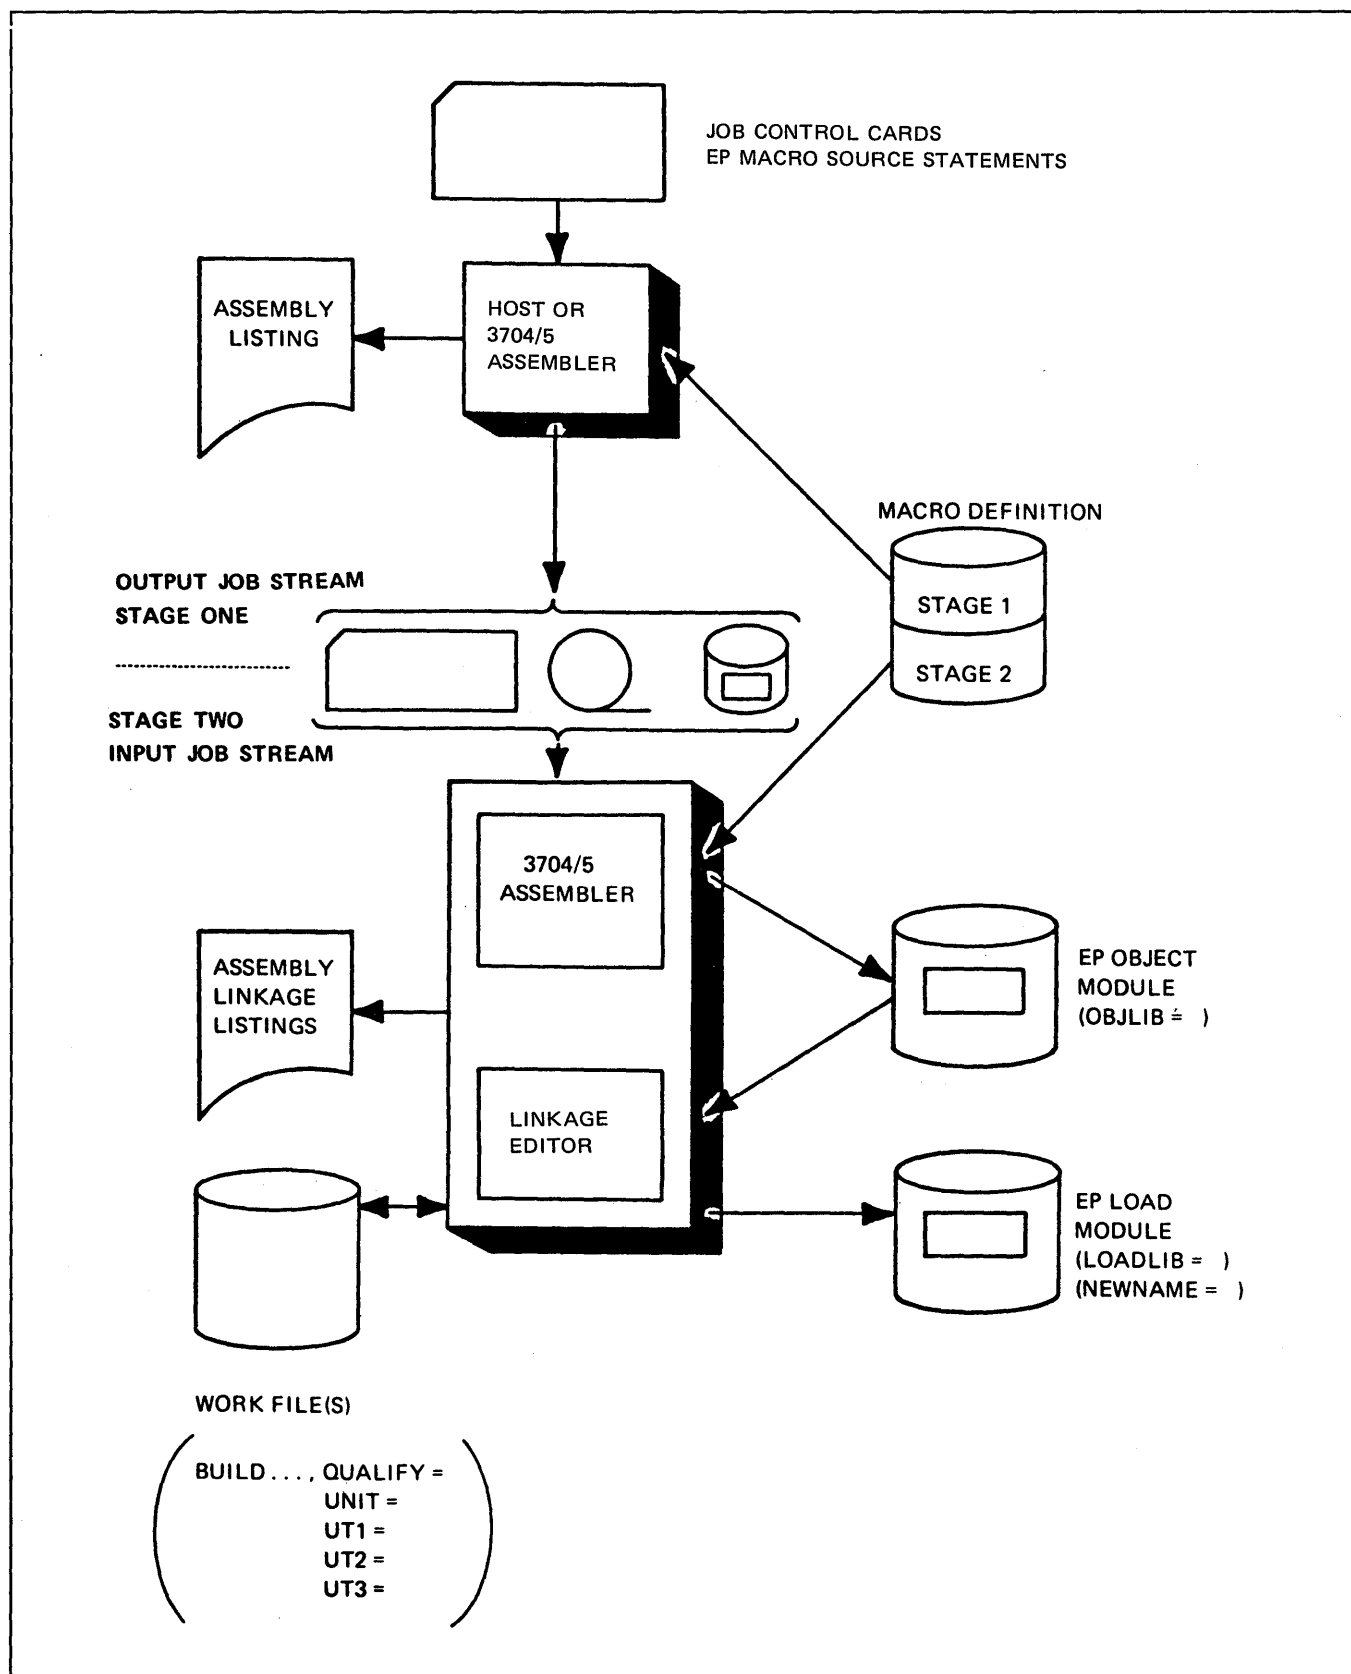 JOB CONTROL CARDS
EP MACRO SOURCE STATEMENTS
ASSEMBLY
LISTING
HOST OR
3704/5
ASSEMBLER
MACRO DEFINITION
STAGE 1
STAGE 2
OUTPUT JOB STREAM
STAGE ONE
STAGE TWO
INPUT JOB STREAM
3704/5
ASSEMBLER
ASSEMBLY
LINKAGE
LISTINGS
EP OBJECT
MODULE
(OBJLIB = )
LINKAGE
EDITOR
EP LOAD
MODULE
(LOADLIB = )
(NEWNAME = )
WORK FILE(S)
BUILD..., QUALIFY =
UNIT =
UT1 =
UT2 =
UT3 =